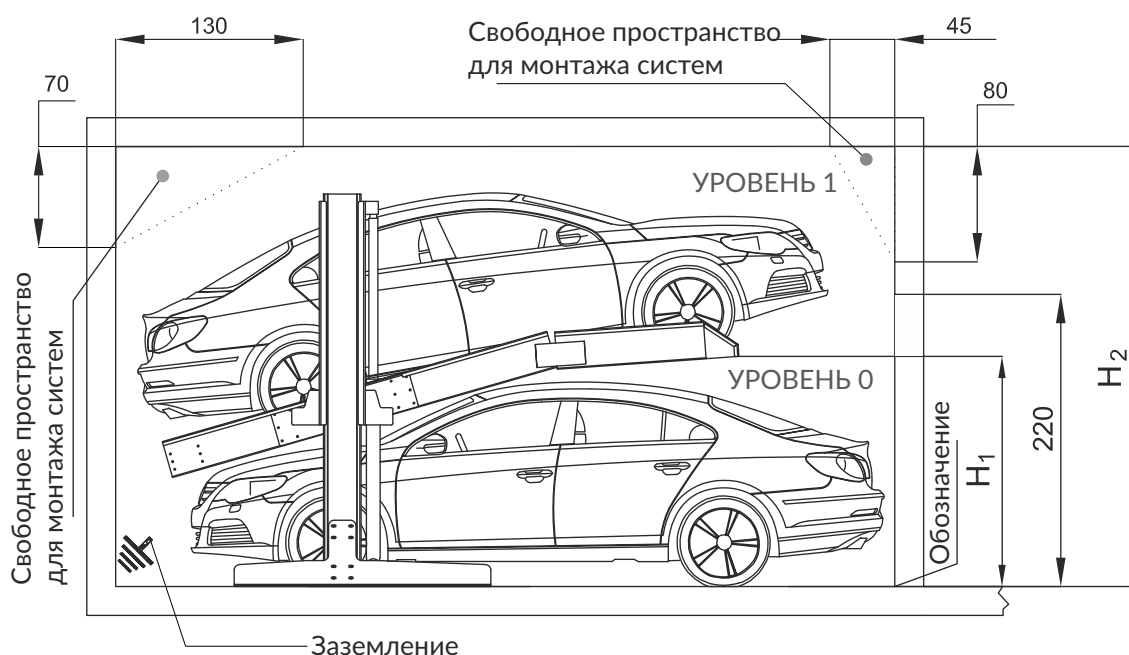 130
Свободное пространство
для монтажа систем
45
70
80
УРОВЕНЬ 1
Свободное пространство
для монтажа систем
УРОВЕНЬ 0
H₂
H₁
220
Обозначение
Заземление